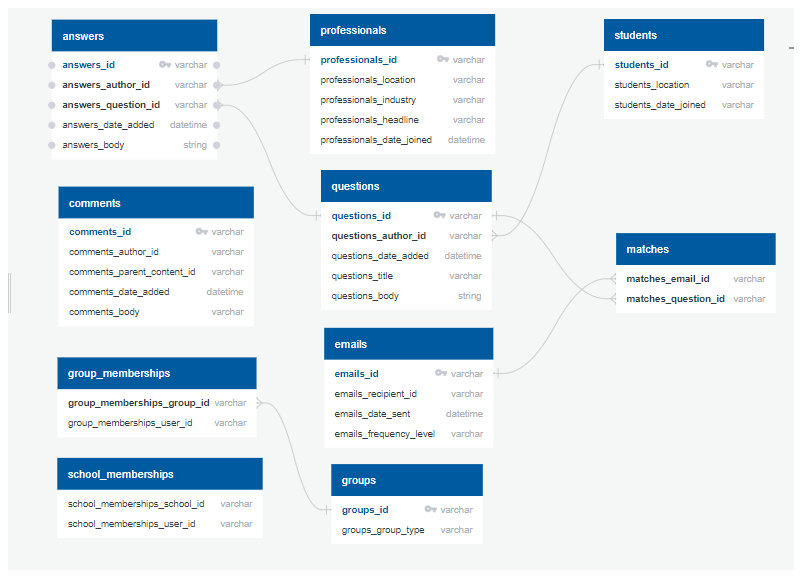 answers
answers_id varchar
answers_author_id varchar
answers_question_id varchar
answers_date_added datetime
answers_body string
professionals
professionals_id varchar
professionals_location varchar
professionals_industry varchar
professionals_headline varchar
professionals_date_joined datetime
students
students_id varchar
students_location varchar
students_date_joined varchar
comments
comments_id varchar
comments_author_id varchar
comments_parent_content_id varchar
comments_date_added datetime
comments_body varchar
questions
questions_id varchar
questions_author_id varchar
questions_date_added datetime
questions_title varchar
questions_body string
matches
matches_email_id varchar
matches_question_id varchar
emails
emails_id varchar
emails_recipient_id varchar
emails_date_sent datetime
emails_frequency_level varchar
group_memberships
group_memberships_group_id varchar
group_memberships_user_id varchar
school_memberships
school_memberships_school_id varchar
school_memberships_user_id varchar
groups
groups_id varchar
groups_group_type varchar